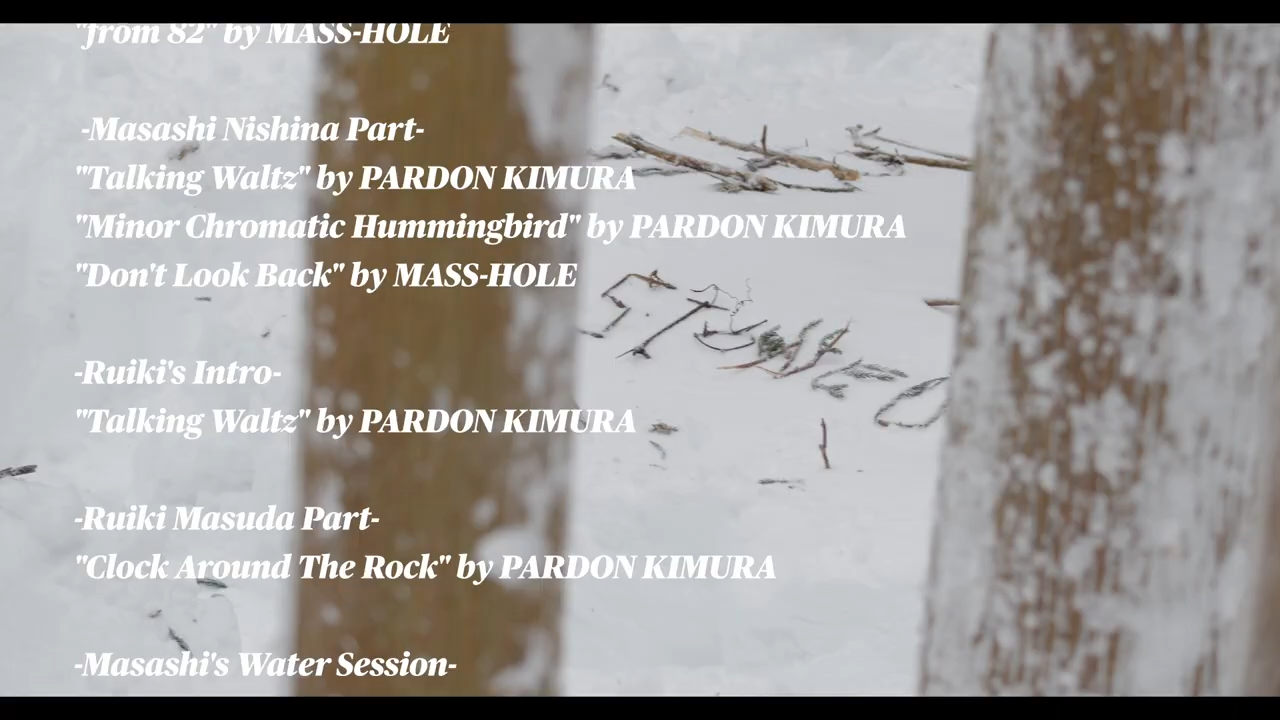 "from 82" by MASS-HOLE
-Masashi Nishina Part-
"Talking Waltz" by PARDON KIMURA
"Minor Chromatic Hummingbird" by PARDON KIMURA
"Don't Look Back" by MASS-HOLE
-Ruiki's Intro-
"Talking Waltz" by PARDON KIMURA
-Ruiki Masuda Part-
"Clock Around The Rock" by PARDON KIMURA
-Masashi's Water Session-